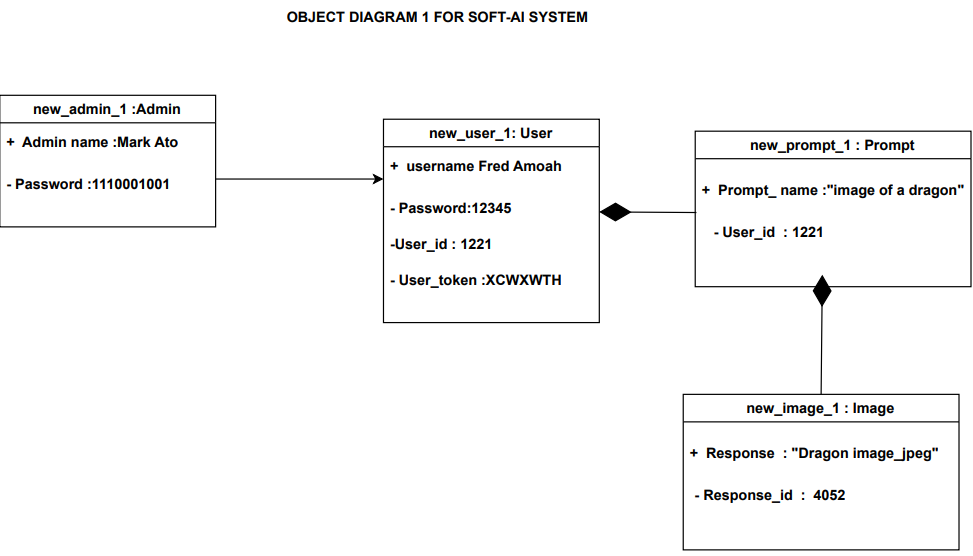 OBJECT DIAGRAM 1 FOR SOFT-AI SYSTEM
new_admin_1 :Admin
+ Admin name :Mark Ato
- Password :1110001001
new_user_1: User
+ username Fred Amoah
- Password:12345
-User_id : 1221
- User_token :XCWXWTH
new_prompt_1 : Prompt
+ Prompt_ name :"image of a dragon"
- User_id : 1221
new_image_1 : Image
+ Response : "Dragon image_jpeg"
- Response_id : 4052